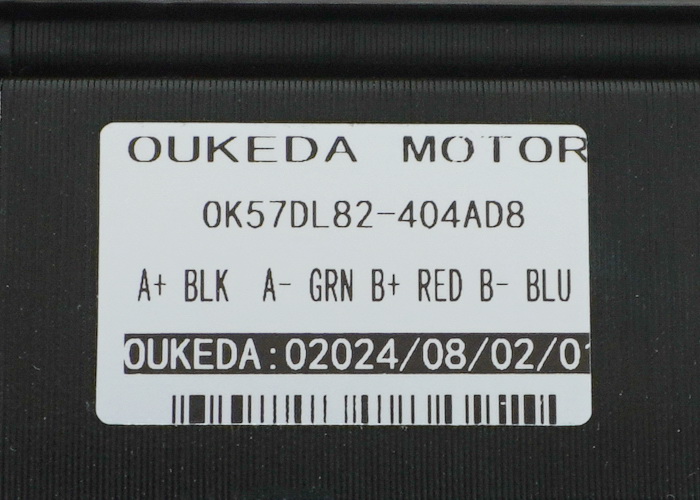 OUKEDA MOTOR
OK57DL82-404AD8
A+ BLK A- GRN B+ RED B- BLU
OUKEDA:02024/08/02/01